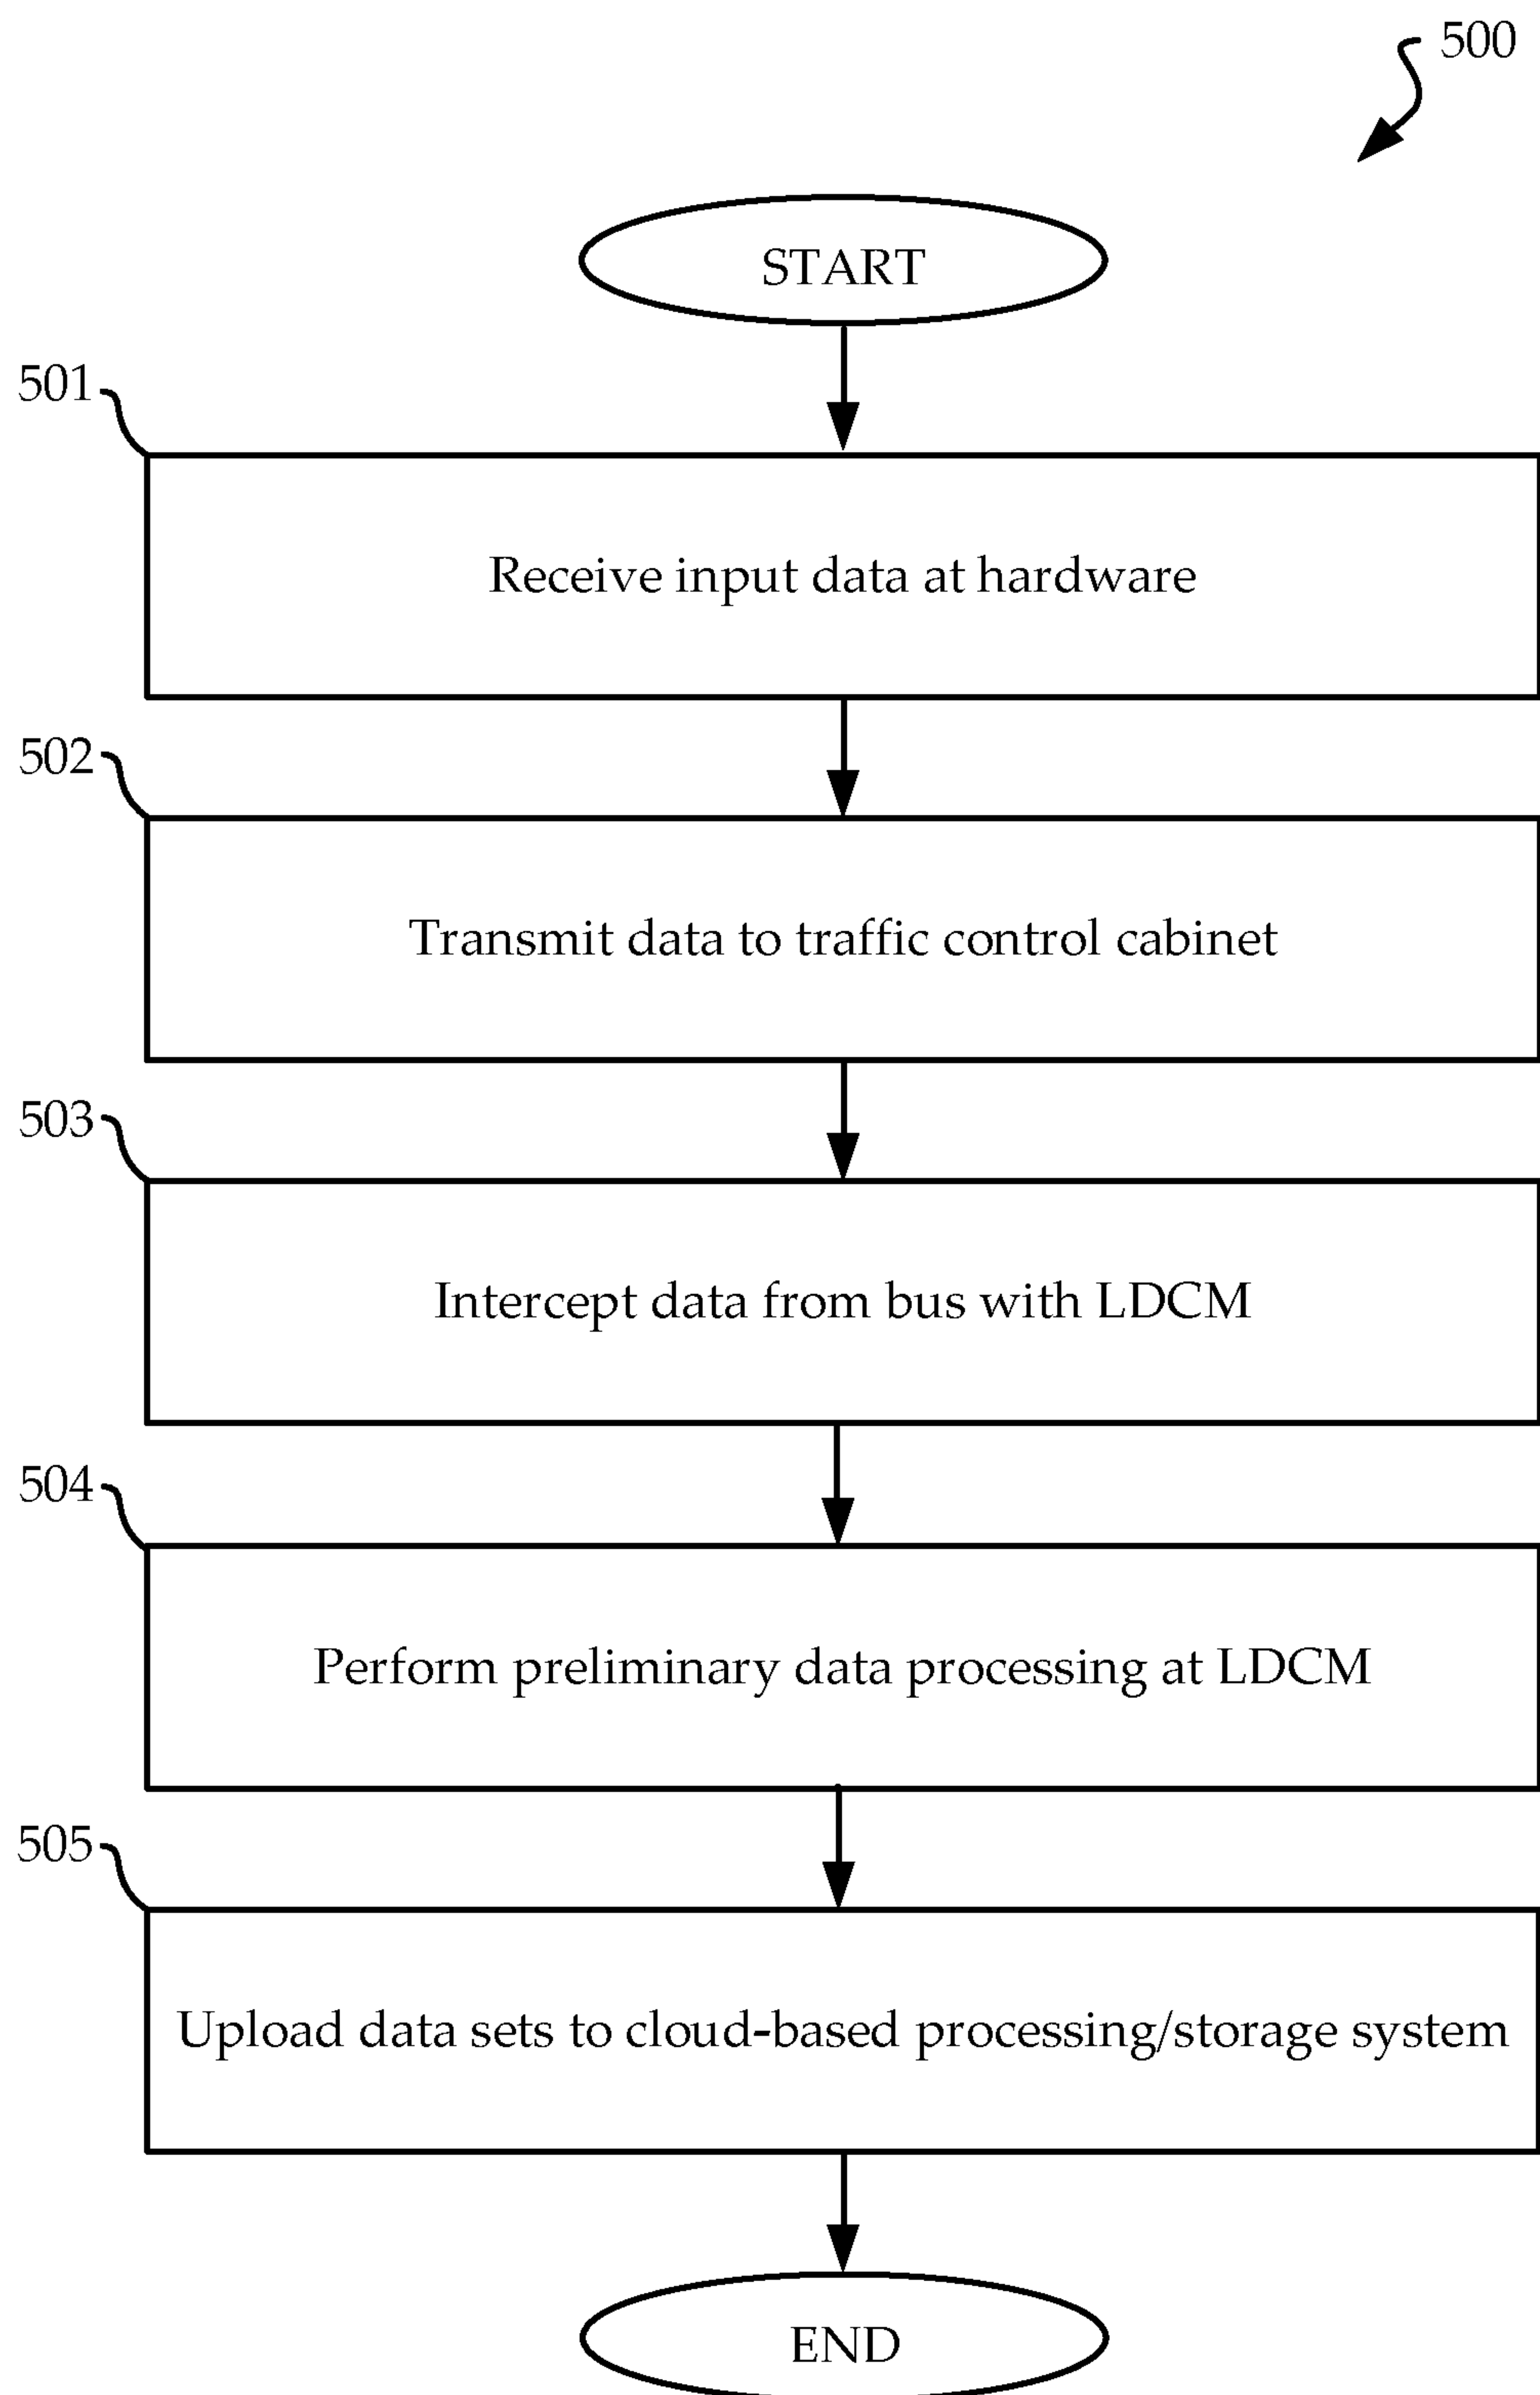 500
START
501
Receive input data at hardware
502
Transmit data to traffic control cabinet
503
Intercept data from bus with LDCM
504
Perform preliminary data processing at LDCM
505
Upload data sets to cloud-based processing/storage system
END